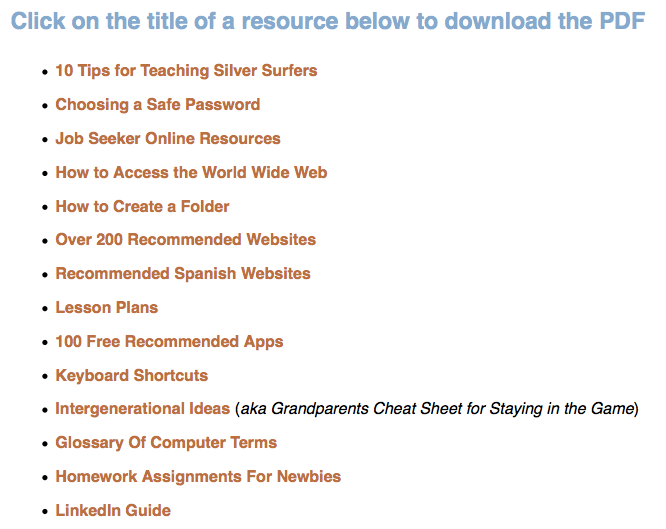 Click on the title of a resource below to download the PDF
• 10 Tips for Teaching Silver Surfers
• Choosing a Safe Password
• Job Seeker Online Resources
• How to Access the World Wide Web
• How to Create a Folder
• Over 200 Recommended Websites
• Recommended Spanish Websites
• Lesson Plans
• 100 Free Recommended Apps
• Keyboard Shortcuts
• Intergenerational Ideas (aka Grandparents Cheat Sheet for Staying in the Game)
• Glossary Of Computer Terms
• Homework Assignments For Newbies
• LinkedIn Guide